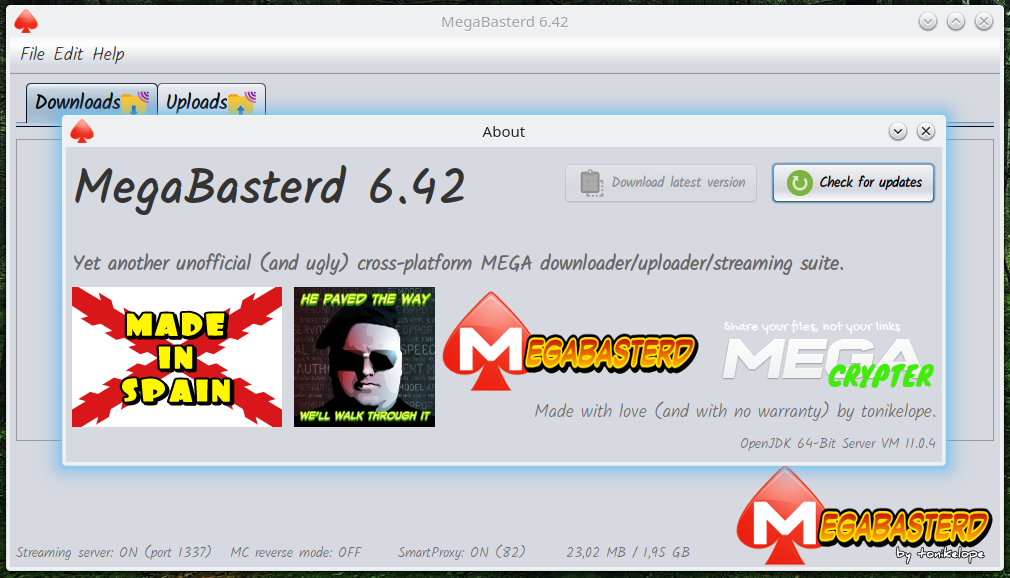 MegaBasterd 6.42
File Edit Help
Downloads Uploads
About
MegaBasterd 6.42
Download latest version
Check for updates
Yet another unofficial (and ugly) cross-platform MEGA downloader/uploader/streaming suite.
MADE
IN
SPAIN
HE PAVED THE WAY
WE'LL WALK THROUGH IT
MEGABASTERD
Share your files, not your links
MEGA
CRYPTER
Made with love (and with no warranty) by tonikelope.
OpenJDK 64-Bit Server VM 11.0.4
MEGABASTERD
by tonikelope
Streaming server: ON (port 1337) MC reverse mode: OFF SmartProxy: ON (82) 23,02 MB / 1,95 GB